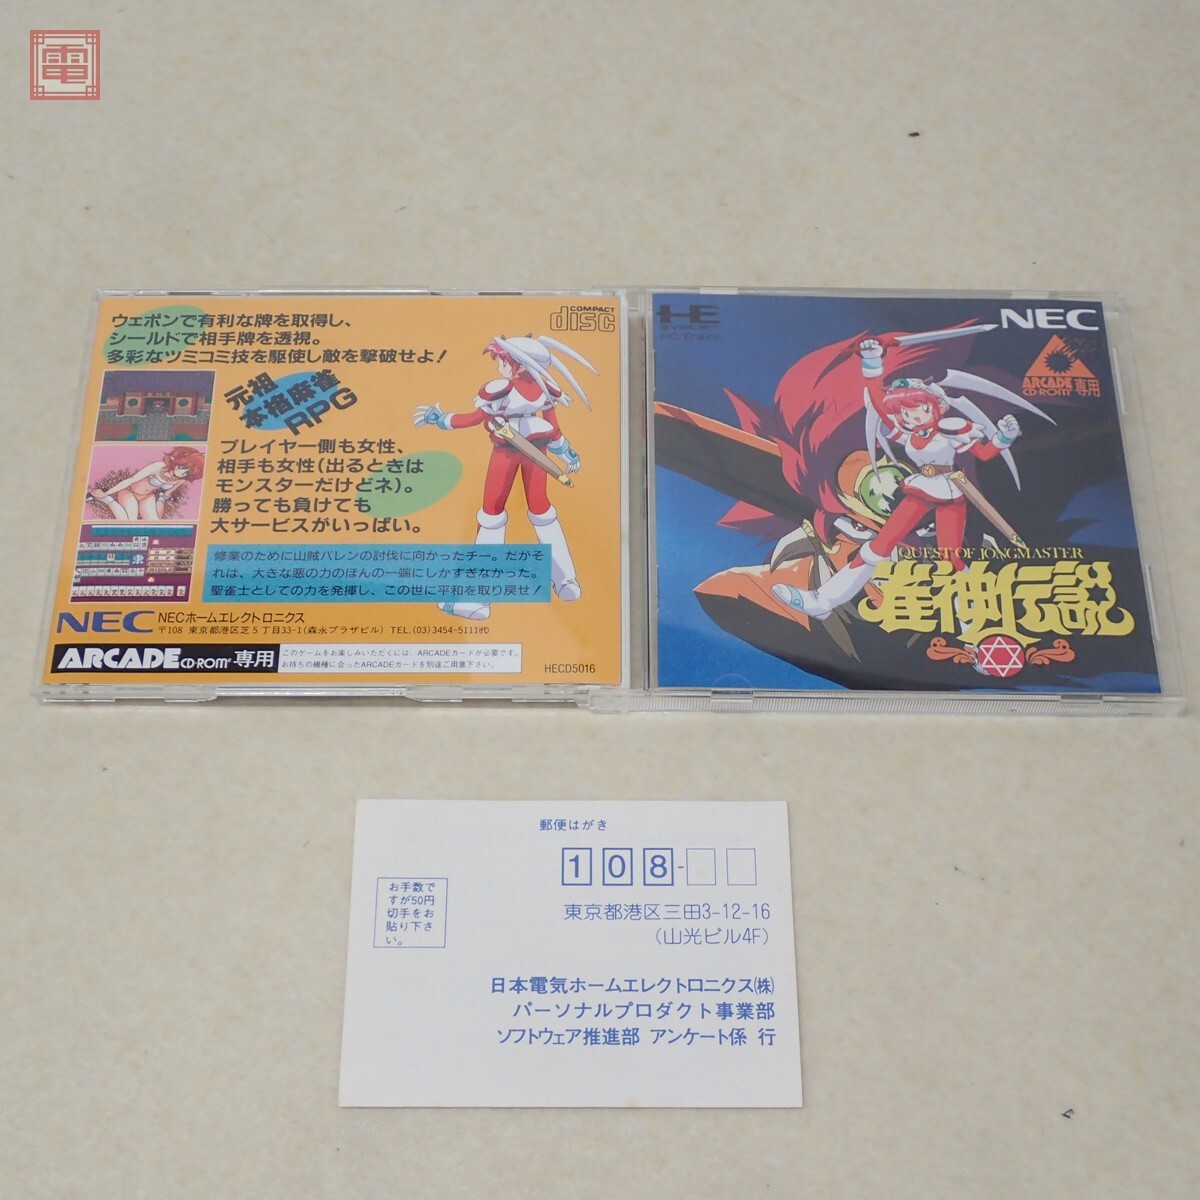 電
ウェポンで有利な牌を取得し、
シールドで相手牌を透視。
多彩なツミコミ技を駆使し敵を撃破せよ！
COMPACT
disc
元祖
本格麻雀
RPG
プレイヤー側も女性、
相手も女性（出るときは
モンスターだけどネ）。
勝っても負けても
大サービスがいっぱい。
修業のために山賊バレンの討伐に向かったチー。だがそ
れは、大きな悪の力のほんの一端にしかすぎなかった。
聖雀士としての力を発揮し、この世に平和を取り戻せ！
NEC NECホームエレクトロニクス
〒108 東京都港区芝5丁目33-1(森永プラザビル) TEL.(03)3454-5111代
ARCADE CD-ROM²専用
このゲームをお楽しみいただくには、ARCADEカードが必要です。
お持ちの機種に合ったARCADEカードを別途ご用意下さい。
HECD5016
HE
system
PC Engine
NEC
ARCADE
CD-ROM²
専用
QUEST OF JONGMASTER
雀神伝説
郵便はがき
108-
お手数で
すが50円
切手をお
貼り下さ
い。
東京都港区三田3-12-16
（山光ビル4F）
日本電気ホームエレクトロニクス㈱
パーソナルプロダクト事業部
ソフトウェア推進部 アンケート係 行